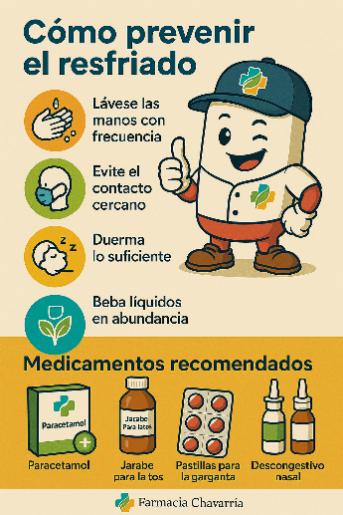 Cómo prevenir
el resfriado
Lávese las
manos con
frecuencia
Evite el
contacto
cercano
z z z
Duerma
lo suficiente
Beba líquidos
en abundancia
Medicamentos recomendados
Paracetamol
Jarabe
Para la tos
Paracetamol
Jarabe
para la tos
Pastillas para
la garganta
Descongestivo
nasal
Farmacia Chavarría